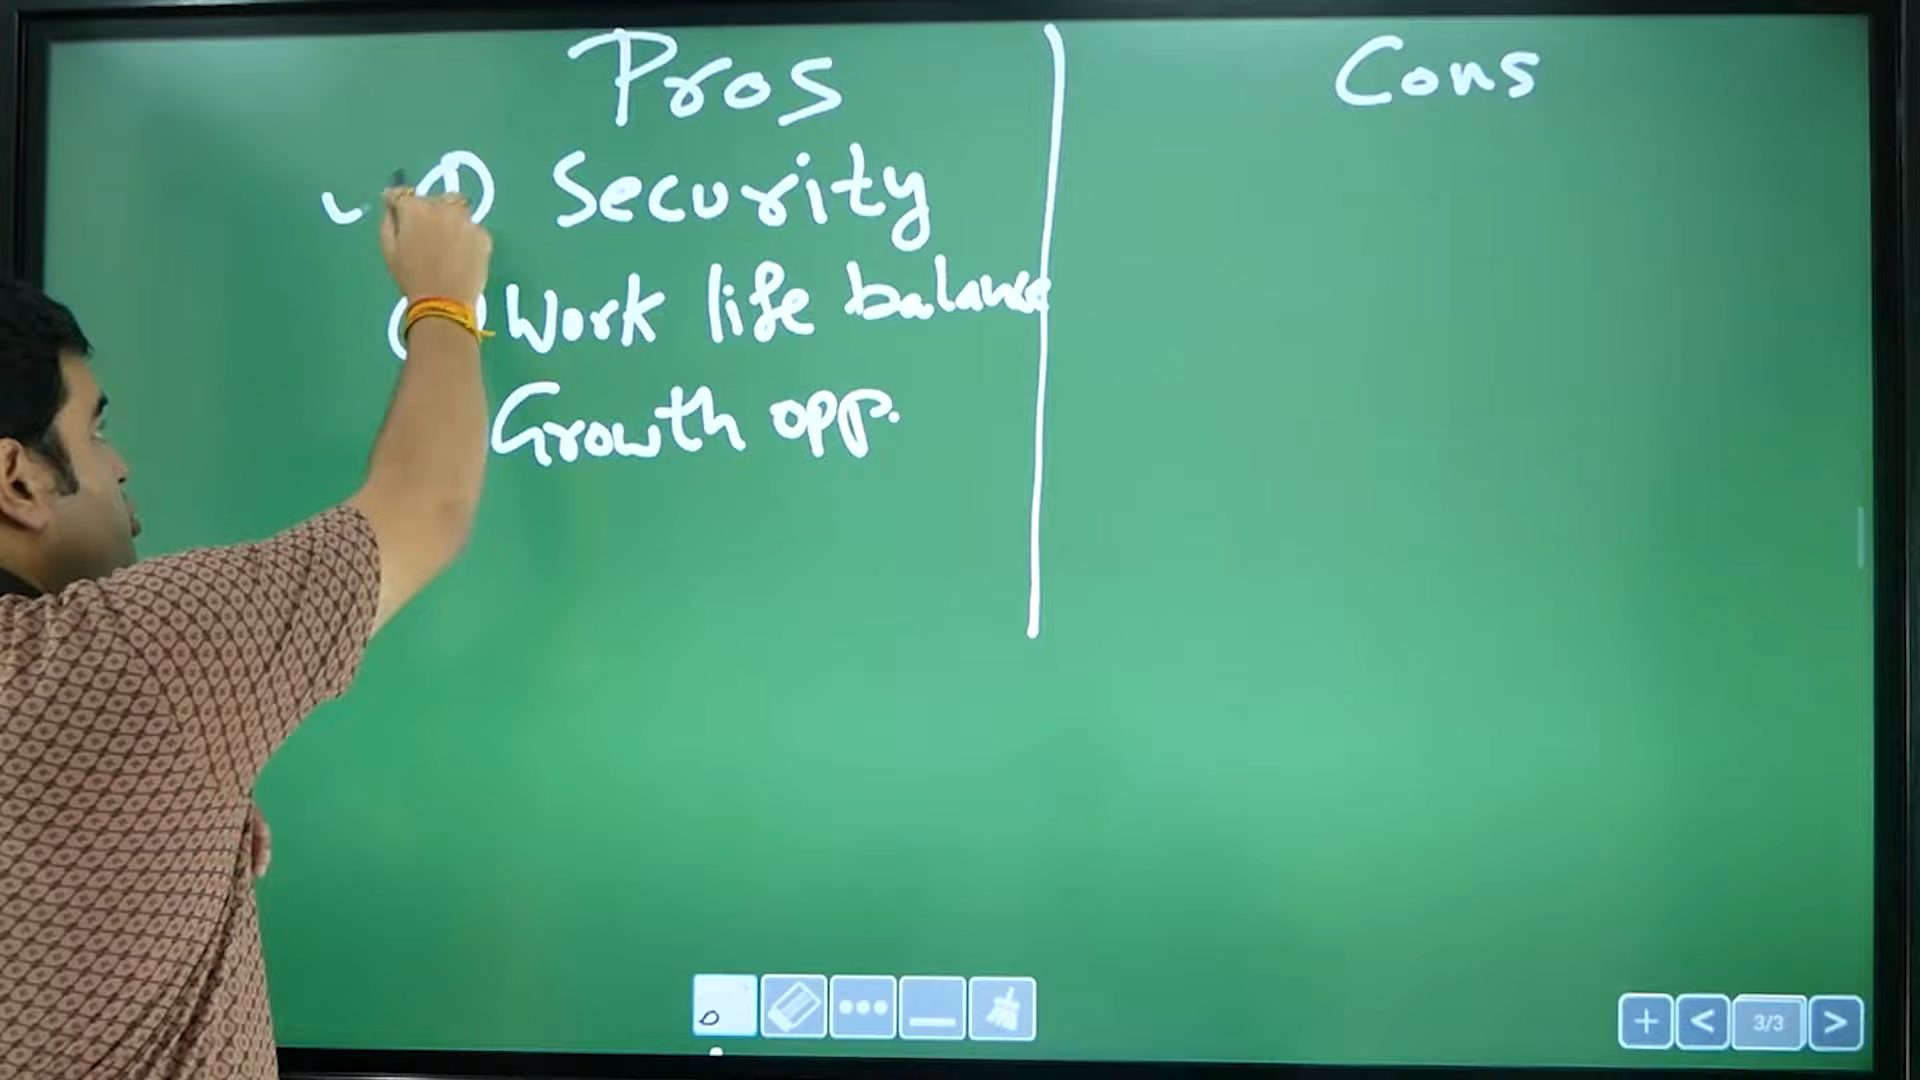 Pros
Cons
① Security
Work life balance
Growth opp.
3/3